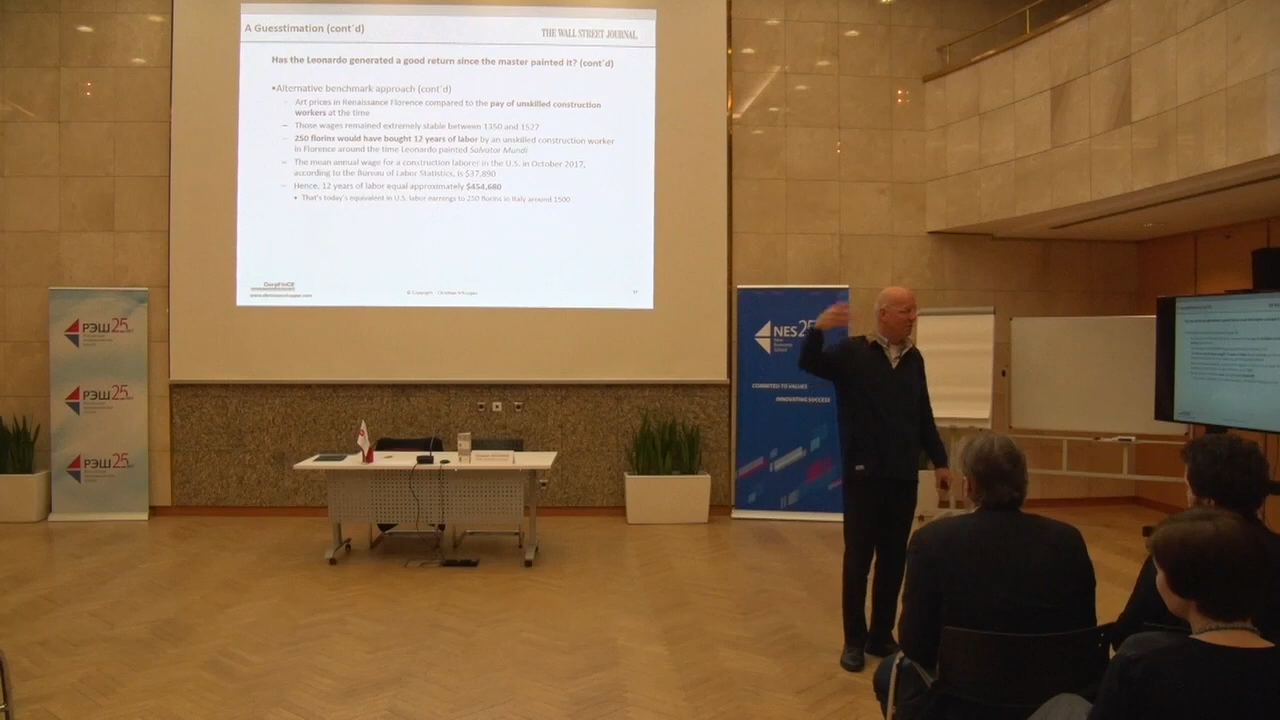 A Guesstimation (cont´d)
THE WALL STREET JOURNAL
Has the Leonardo generated a good return since the master painted it? (cont´d)
▪Alternative benchmark approach (cont´d)
– Art prices in Renaissance Florence compared to the pay of unskilled construction
workers at the time
– Those wages remained extremely stable between 1350 and 1527
– 250 florins would have bought 12 years of labor by an unskilled construction worker
in Florence around the time Leonardo painted Salvator Mundi
– The mean annual wage for a construction laborer in the U.S. in October 2017,
according to the Bureau of Labor Statistics, is $37,890
– Hence, 12 years of labor equal approximately $454,680
• That's today's equivalent in U.S. labor earnings to 250 florins in Italy around 1500
© Copyright
РЭШ 25
РЭШ 25
РЭШ 25
NES 25
New
Economic
School
COMMITED TO VALUES
INNOVATING SUCCESS